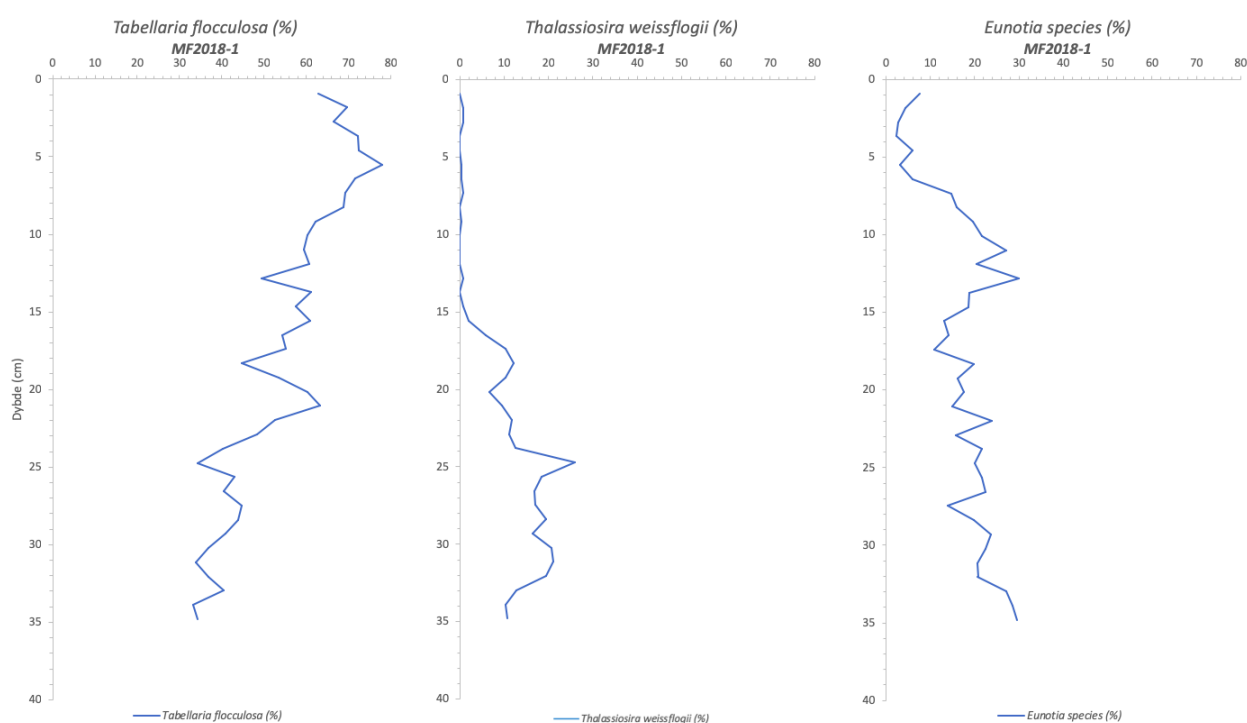 Tabellaria flocculosa (%)
MF2018-1
0 10 20 30 40 50 60 70 80
0
5
10
15
20
25
30
35
40
Dybde (cm)
Tabellaria flocculosa (%)
Thalassiosira weissflogii (%)
MF2018-1
0 10 20 30 40 50 60 70 80
0
5
10
15
20
25
30
35
40
Thalassiosira weissflogii (%)
Eunotia species (%)
MF2018-1
0 10 20 30 40 50 60 70 80
0
5
10
15
20
25
30
35
40
Eunotia species (%)